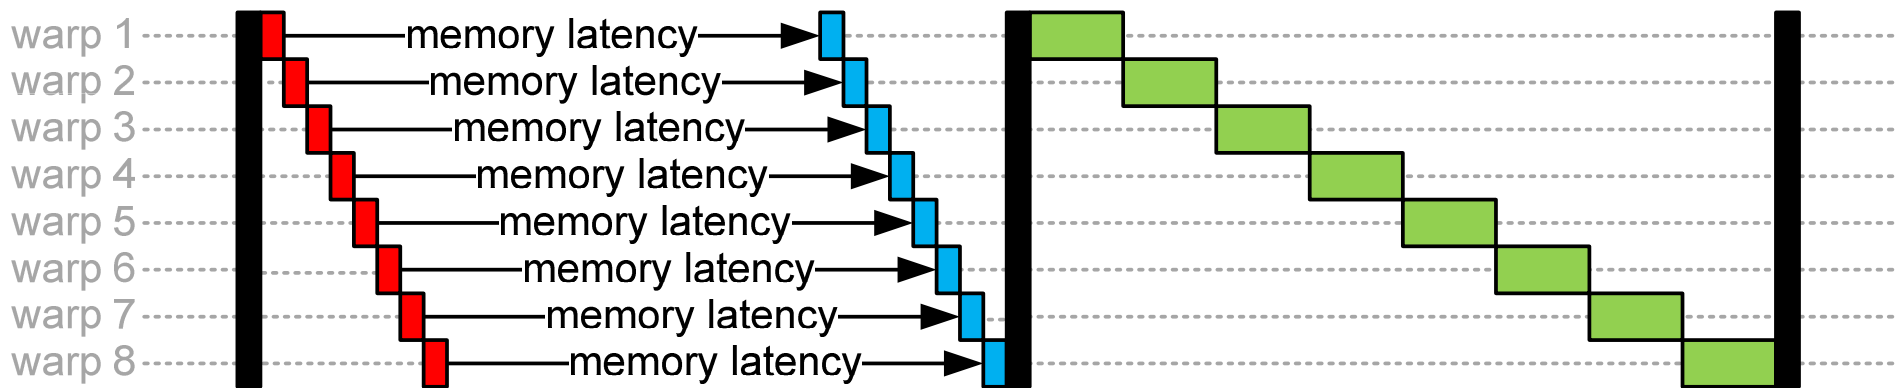 warp 1 memory latency
warp 2 memory latency
warp 3 memory latency
warp 4 memory latency
warp 5 memory latency
warp 6 memory latency
warp 7 memory latency
warp 8 memory latency